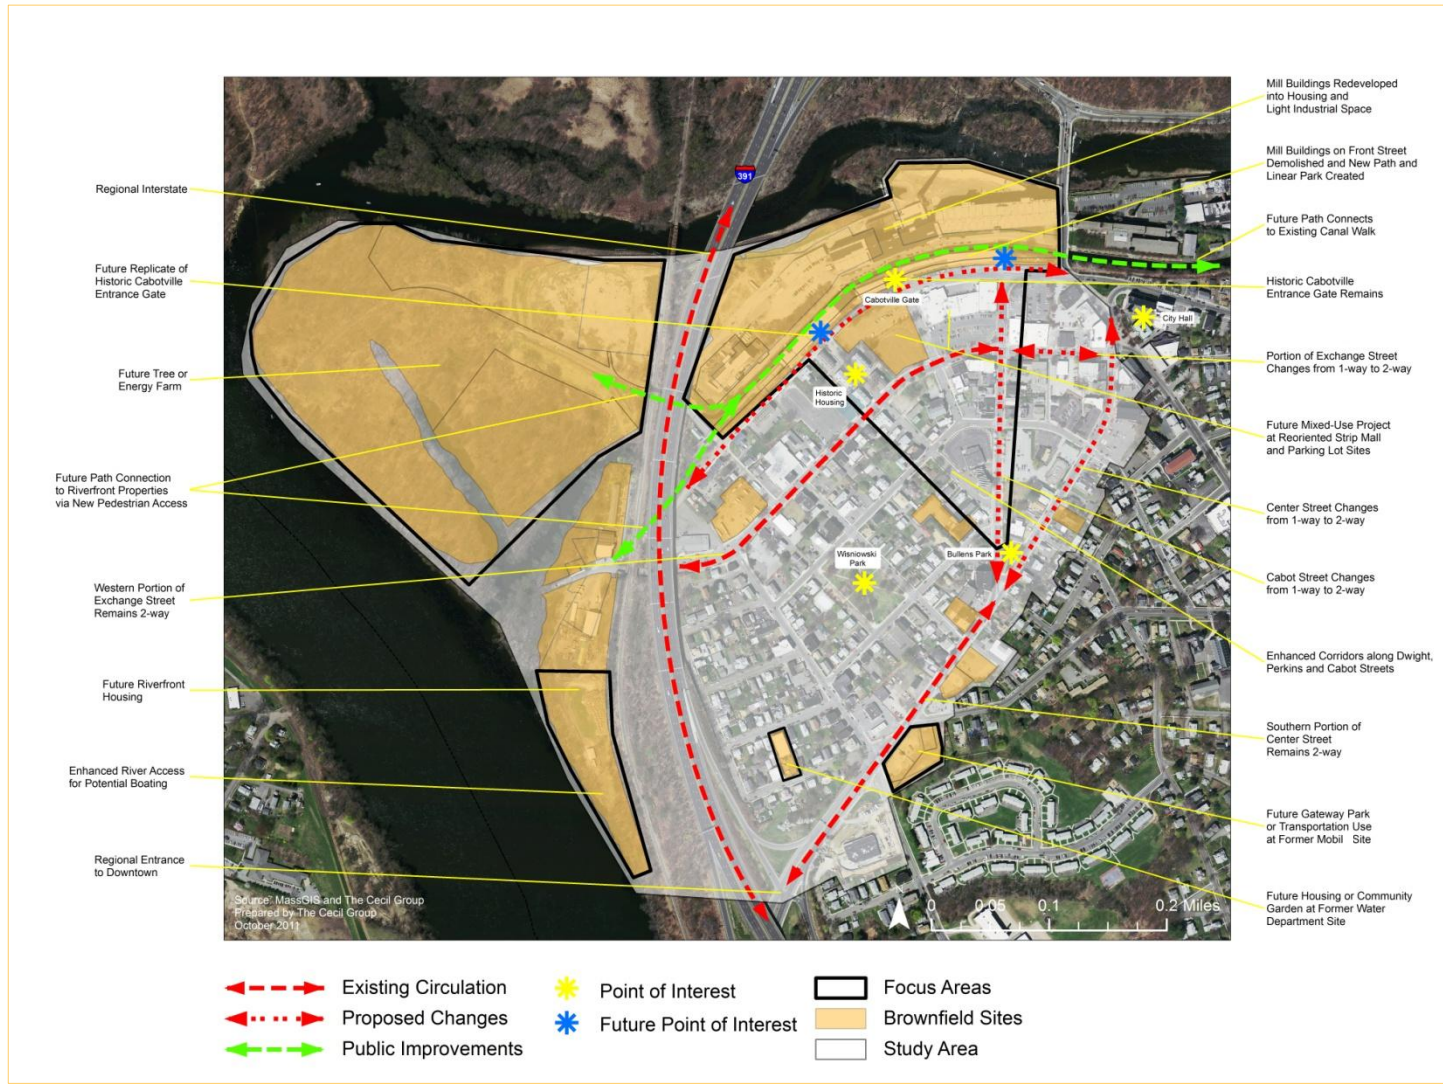 Mill Buildings Redeveloped
into Housing and
Light Industrial Space
Mill Buildings on Front Street
Demolished and New Path and
Linear Park Created
Future Path Connects
to Existing Canal Walk
Historic Cabotville
Entrance Gate Remains
Portion of Exchange Street
Changes from 1-way to 2-way
Future Mixed-Use Project
at Reoriented Strip Mall
and Parking Lot Sites
Center Street Changes
from 1-way to 2-way
Cabot Street Changes
from 1-way to 2-way
Enhanced Corridors along Dwight,
Perkins and Cabot Streets
Southern Portion of
Center Street
Remains 2-way
Future Gateway Park
or Transportation Use
at Former Mobil Site
Future Housing or Community
Garden at Former Water
Department Site
Regional Interstate
Future Replicate of
Historic Cabotville
Entrance Gate
Future Tree or
Energy Farm
Future Path Connection
to Riverfront Properties
via New Pedestrian Access
Western Portion of
Exchange Street
Remains 2-way
Future Riverfront
Housing
Enhanced River Access
for Potential Boating
Regional Entrance
to Downtown
391
Cabotville Gate
City Hall
Historic
Housing
Wisniowski
Park
Bullens Park
Source: MassGIS and The Cecil Group
Prepared by The Cecil Group
October 2011
0 0.05 0.1 0.2 Miles
Existing Circulation
Proposed Changes
Public Improvements
Point of Interest
Future Point of Interest
Focus Areas
Brownfield Sites
Study Area